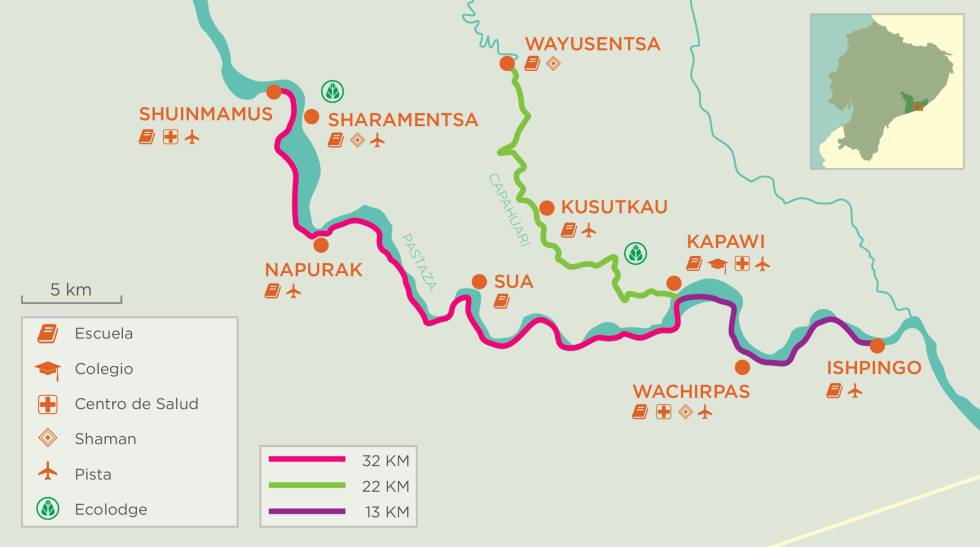 WAYUSENTSA
SHUINMAMUS
SHARAMENTSA
CAPAHUARI
KUSUTKAU
PASTAZA
KAPAWI
NAPURAK
SUA
5 km
ISHPINGO
WACHIRPAS
Escuela
Colegio
Centro de Salud
Shaman
Pista
Ecolodge
32 KM
22 KM
13 KM